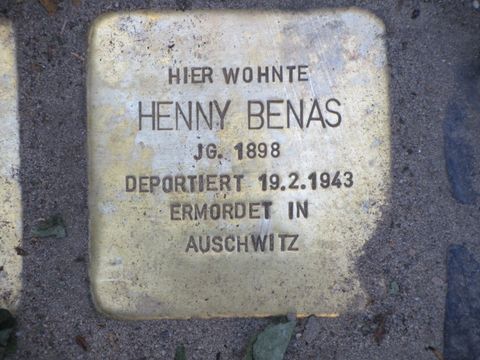 HIER WOHNTE
HENNY BENAS
JG. 1898
DEPORTIERT 19.2.1943
ERMORDET IN
AUSCHWITZ